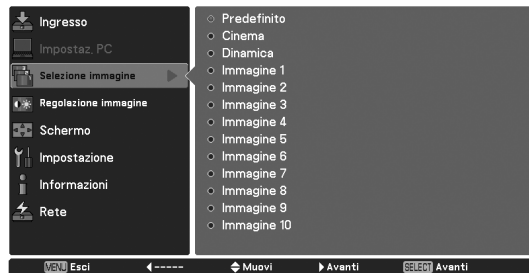 Ingresso
Impostaz. PC
Selezione immagine
Regolazione immagine
Schermo
Impostazione
Informazioni
Rete
Predefinito
Cinema
Dinamica
Immagine 1
Immagine 2
Immagine 3
Immagine 4
Immagine 5
Immagine 6
Immagine 7
Immagine 8
Immagine 9
Immagine 10
MENU Esci ----- Muovi Avanti SELECT Avanti